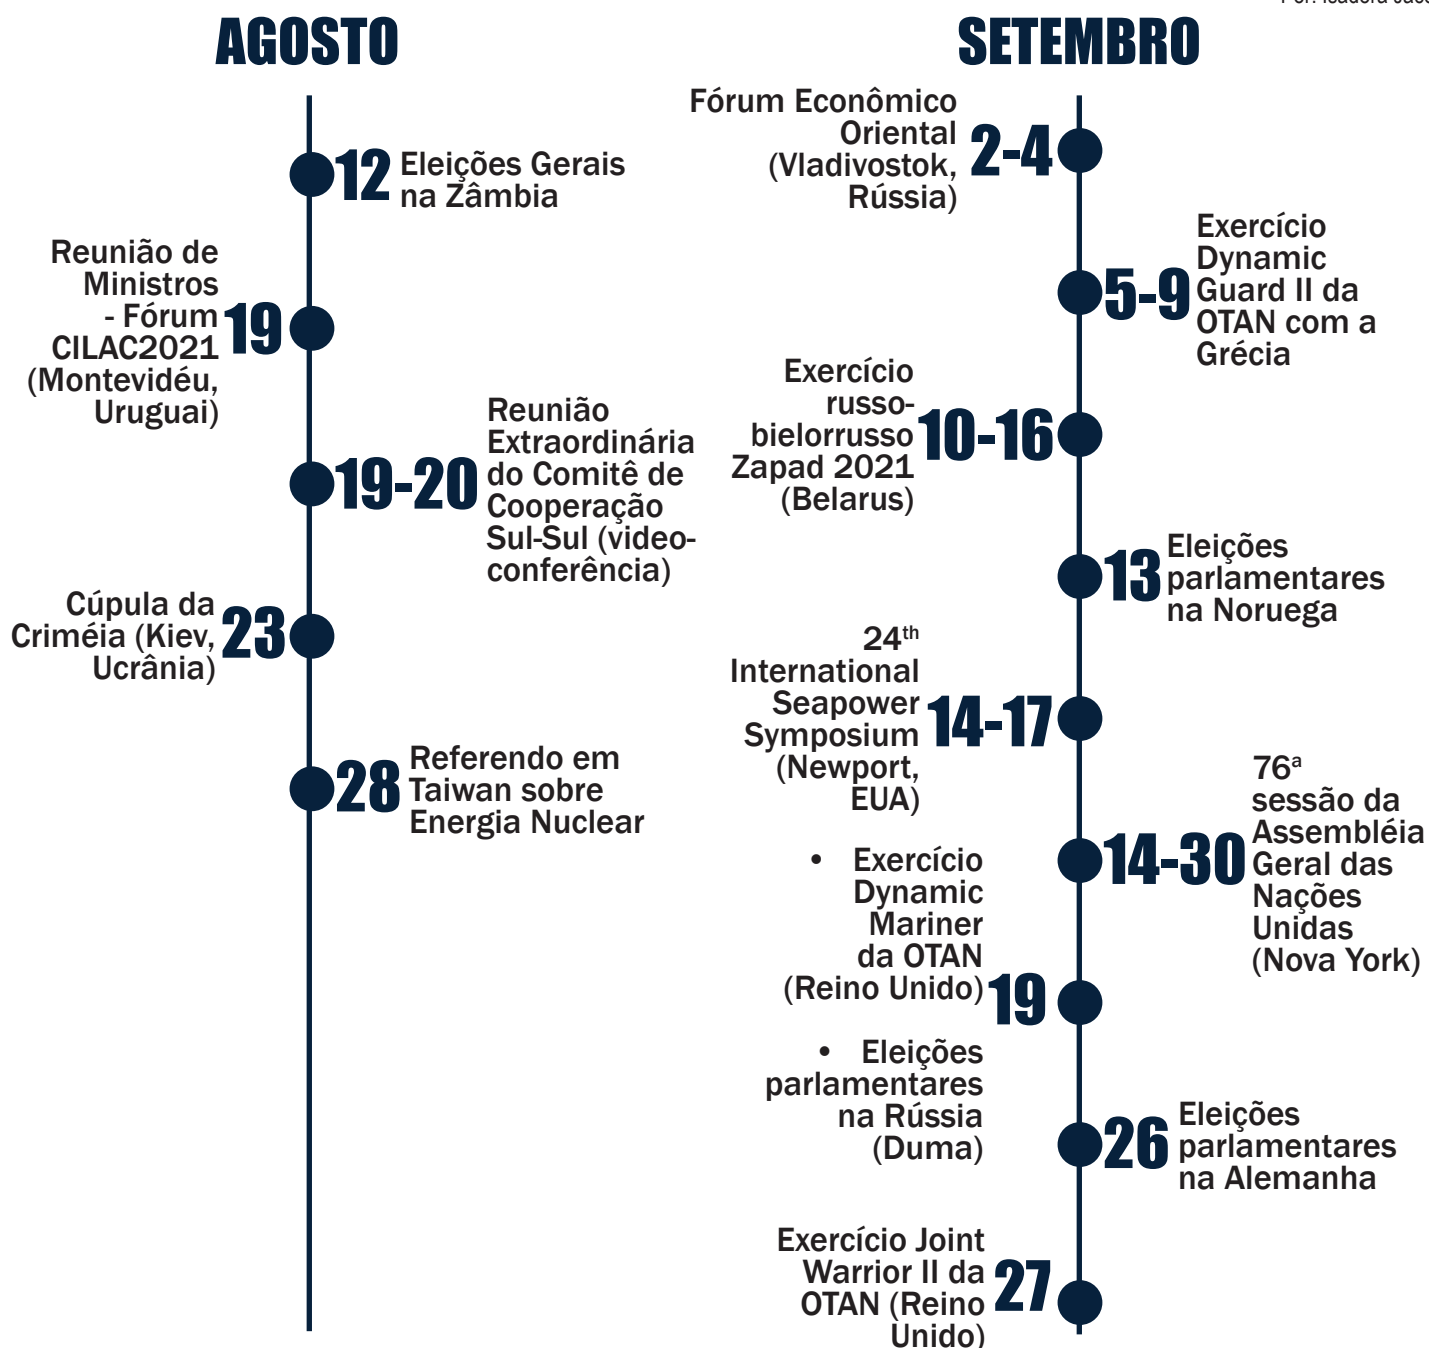 AGOSTO
12
Eleições Gerais
na Zâmbia
Reunião de
Ministros
- Fórum
CILAC2021
(Montevidéu,
Uruguai)
19
19-20
Reunião
Extraordinária
do Comitê de
Cooperação
Sul-Sul (video-
conferência)
Cúpula da
Criméia (Kiev,
Ucrânia)
23
28
Referendo em
Taiwan sobre
Energia Nuclear
SETEMBRO
Fórum Econômico
Oriental
(Vladivostok,
Rússia)
2-4
5-9
Exercício
Dynamic
Guard II da
OTAN com a
Grécia
Exercício
russo-
bielorrusso
Zapad 2021
(Belarus)
10-16
13
Eleições
parlamentares
na Noruega
24th
International
Seapower
Symposium
(Newport,
EUA)
14-17
14-30
76ª
sessão da
Assembléia
Geral das
Nações
Unidas
(Nova York)
• Exercício
Dynamic
Mariner
da OTAN
(Reino Unido)
19
• Eleições
parlamentares
na Rússia
(Duma)
26
Eleições
parlamentares
na Alemanha
Exercício Joint
Warrior II da
OTAN (Reino
Unido)
27